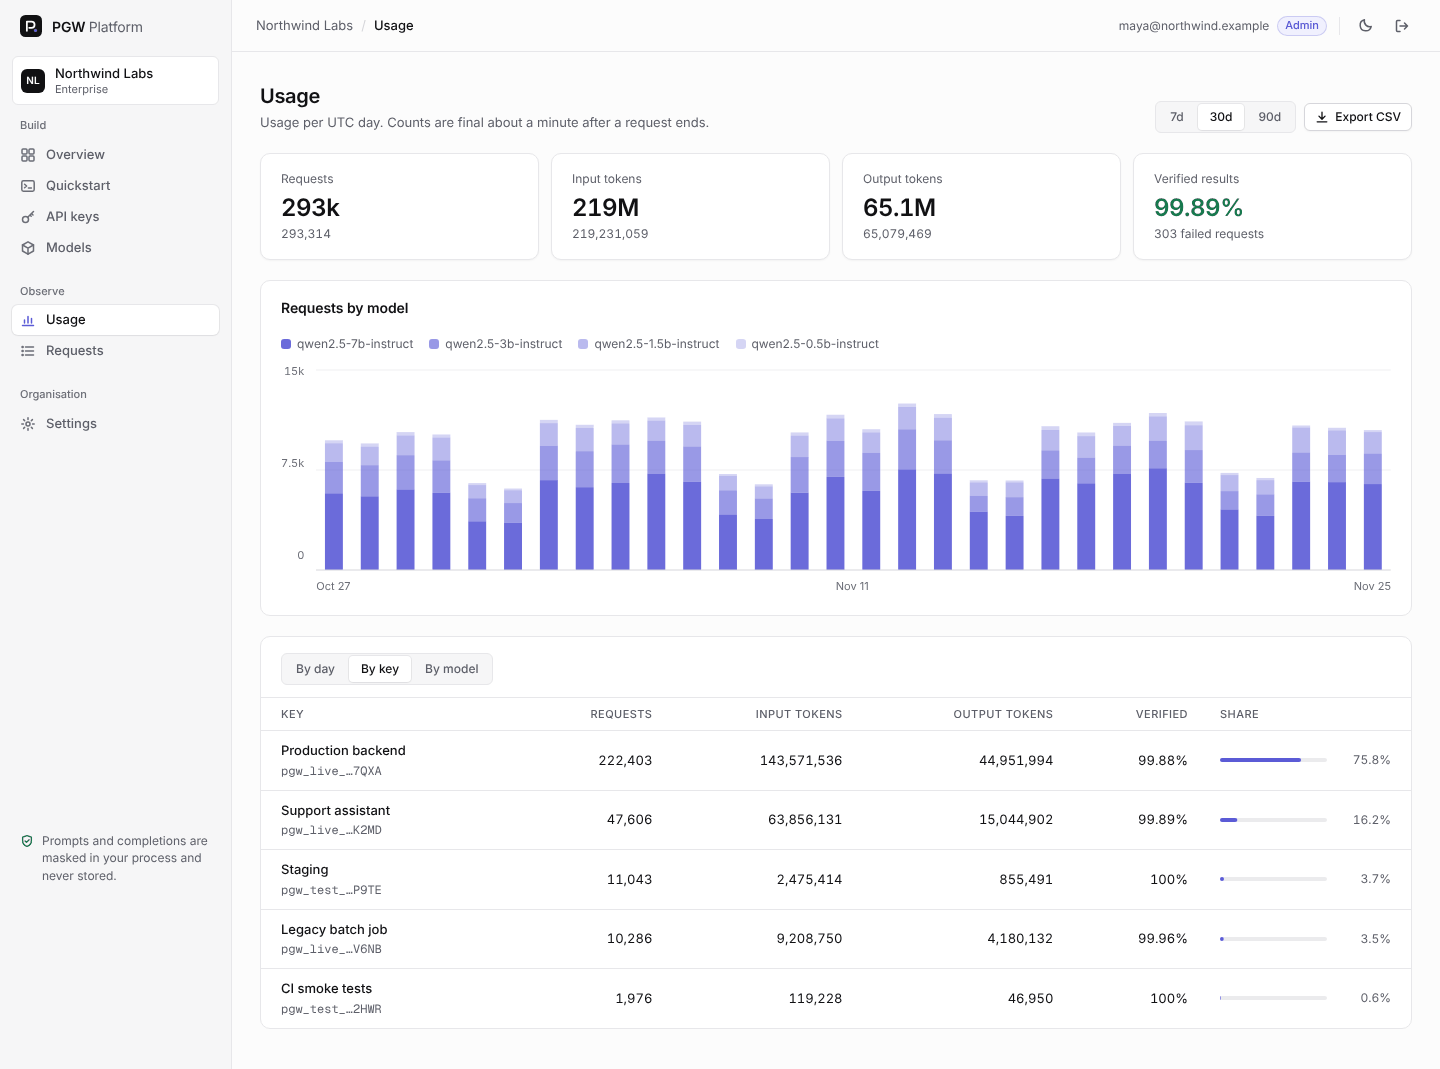 PGW Platform
NL
Northwind Labs
Enterprise
Build
Overview
Quickstart
API keys
Models
Observe
Usage
Requests
Organisation
Settings
Prompts and completions are
masked in your process and
never stored.
Northwind Labs / Usage
maya@northwind.example Admin
Usage
Usage per UTC day. Counts are final about a minute after a request ends.
7d 30d 90d Export CSV
Requests
293k
293,314
Input tokens
219M
219,231,059
Output tokens
65.1M
65,079,469
Verified results
99.89%
303 failed requests
Requests by model
qwen2.5-7b-instruct qwen2.5-3b-instruct qwen2.5-1.5b-instruct qwen2.5-0.5b-instruct
15k
7.5k
0
Oct 27 Nov 11 Nov 25
By day By key By model
KEY REQUESTS INPUT TOKENS OUTPUT TOKENS VERIFIED SHARE
Production backend
pgw_live_…7QXA
222,403 143,571,536 44,951,994 99.88% 75.8%
Support assistant
pgw_live_…K2MD
47,606 63,856,131 15,044,902 99.89% 16.2%
Staging
pgw_test_…P9TE
11,043 2,475,414 855,491 100% 3.7%
Legacy batch job
pgw_live_…V6NB
10,286 9,208,750 4,180,132 99.96% 3.5%
CI smoke tests
pgw_test_…2HWR
1,976 119,228 46,950 100% 0.6%